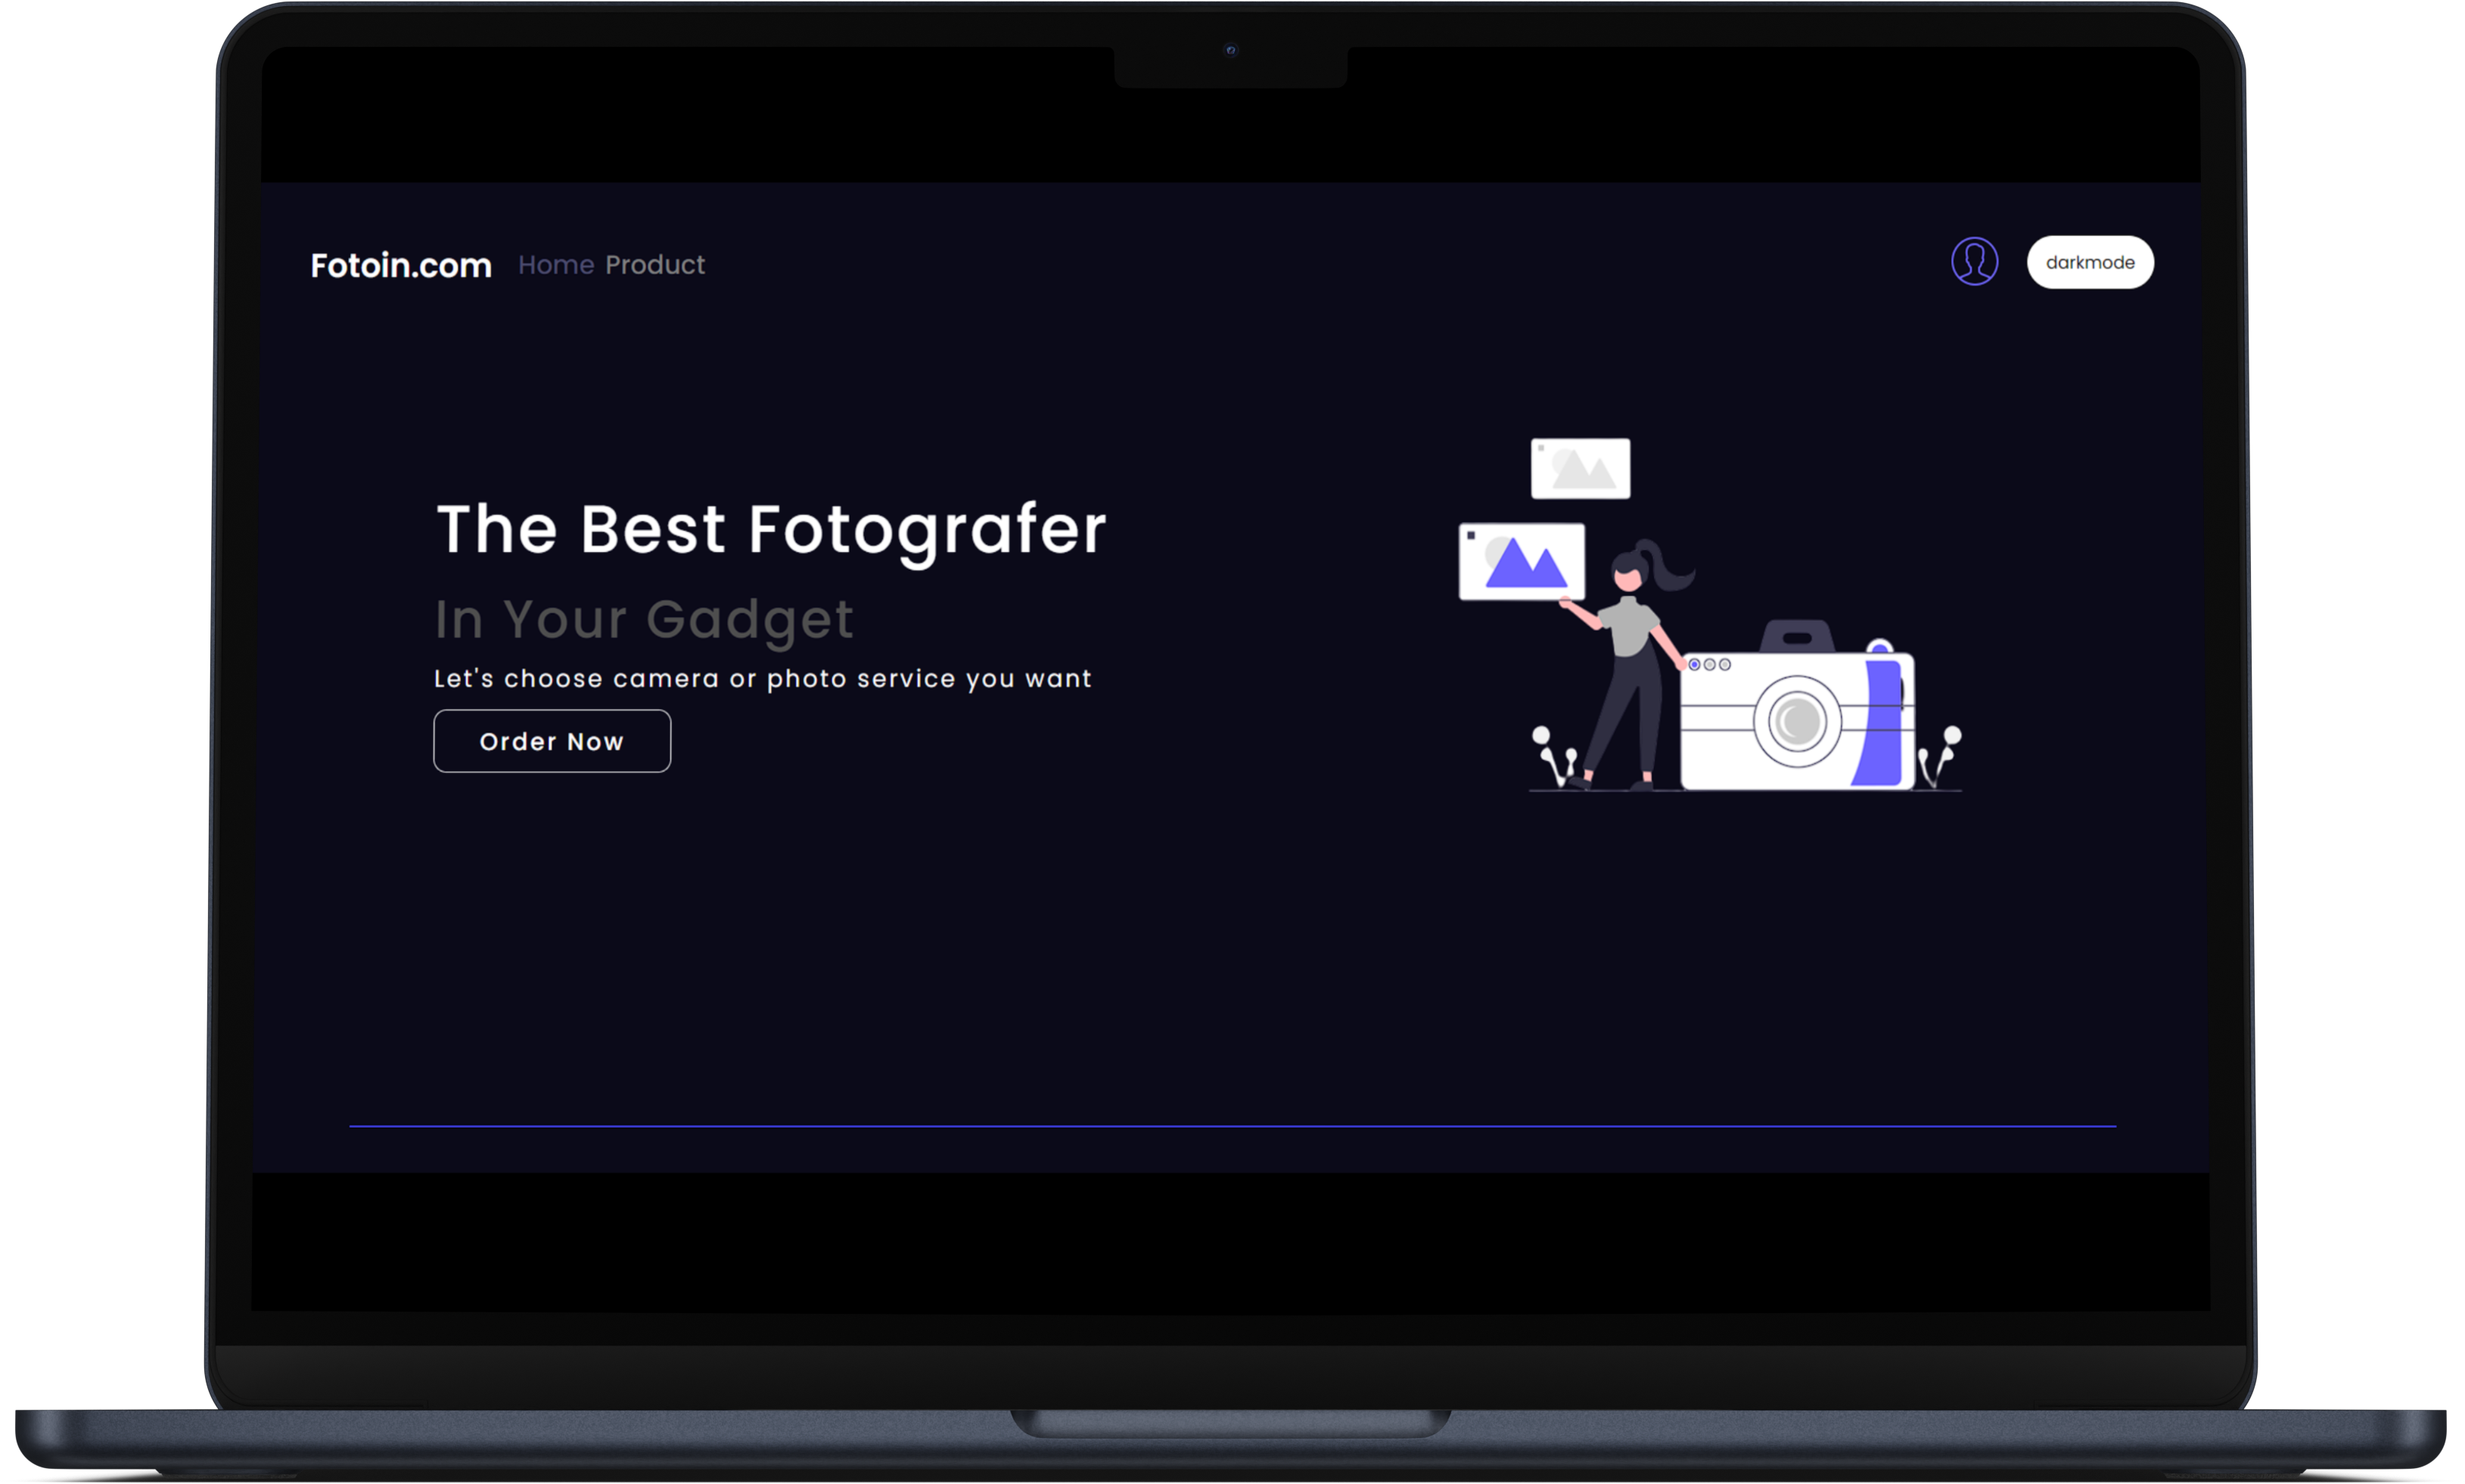 Fotoin.com Home Product darkmode
The Best Fotografer
In Your Gadget
Let's choose camera or photo service you want
Order Now